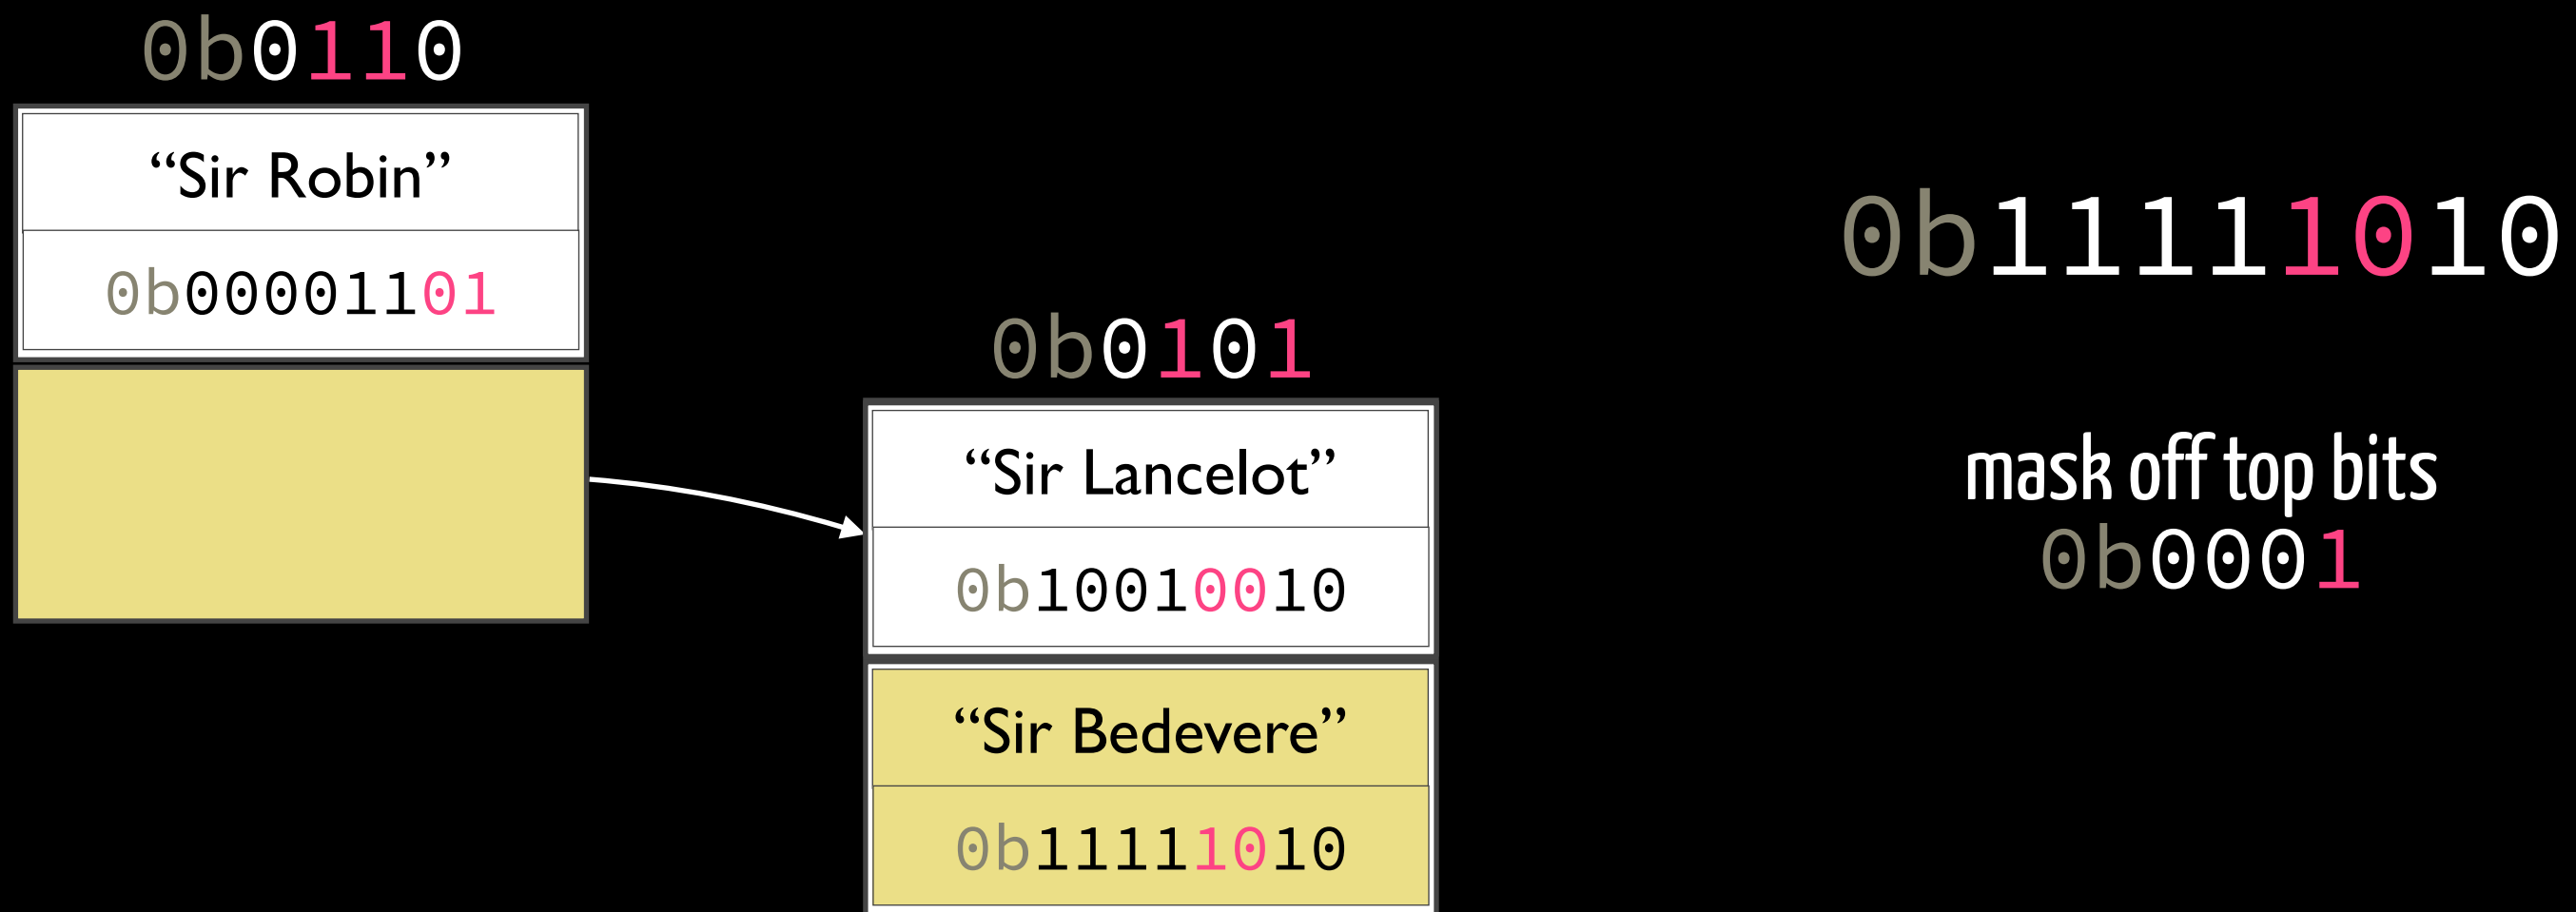 0b0110
“Sir Robin”
0b00001101
0b0101
“Sir Lancelot”
0b10010010
“Sir Bedevere”
0b11111010
0b11111010
mask off top bits
0b0001